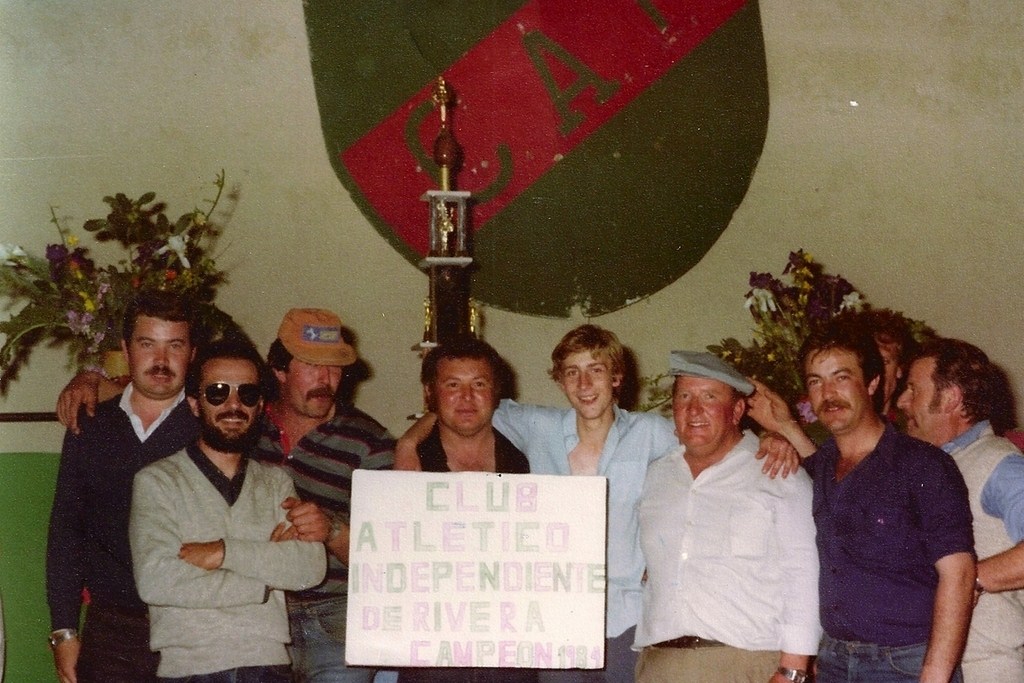 CAI
CLUB
ATLETICO
INDEPENDIENTE
DE RIVERA
CAMPEON 1984